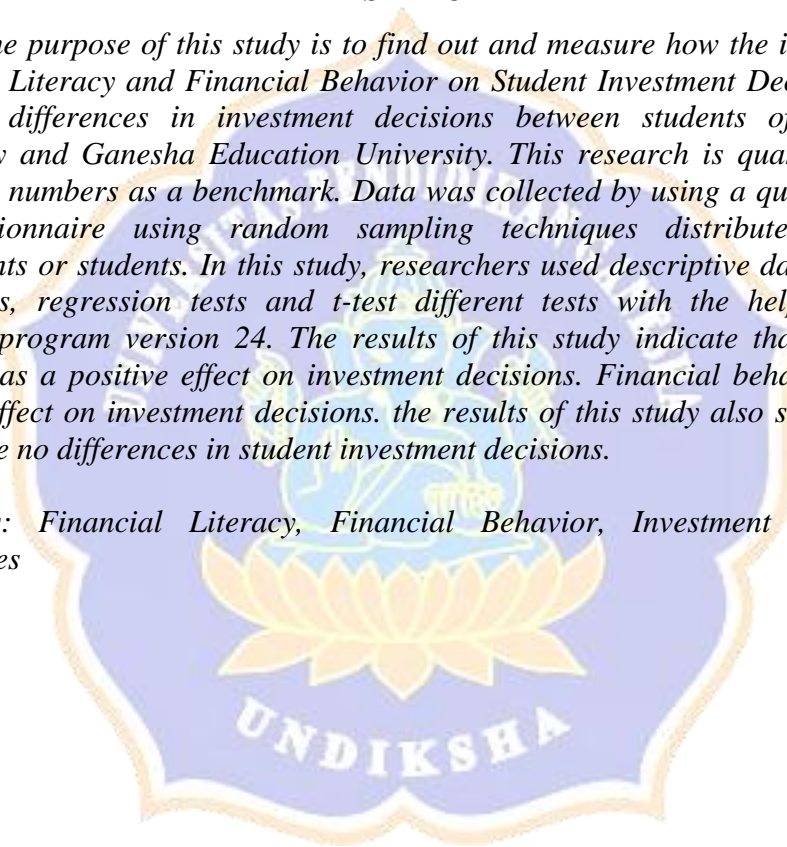 ne purpose of this study is to find out and measure how the i
Literacy and Financial Behavior on Student Investment Dec
differences in investment decisions between students of
y and Ganesha Education University. This research is quar
numbers as a benchmark. Data was collected by using a qu
ionnaire using random sampling techniques distribute
nts or students. In this study, researchers used descriptive da
s, regression tests and t-test different tests with the help
program version 24. The results of this study indicate tha
as a positive effect on investment decisions. Financial beha
ffect on investment decisions. the results of this study also s
e no differences in student investment decisions.
: Financial Literacy, Financial Behavior, Investment
es
UNIVERSITAS PENDIDIKAN GANESHA
UNDIKSHA